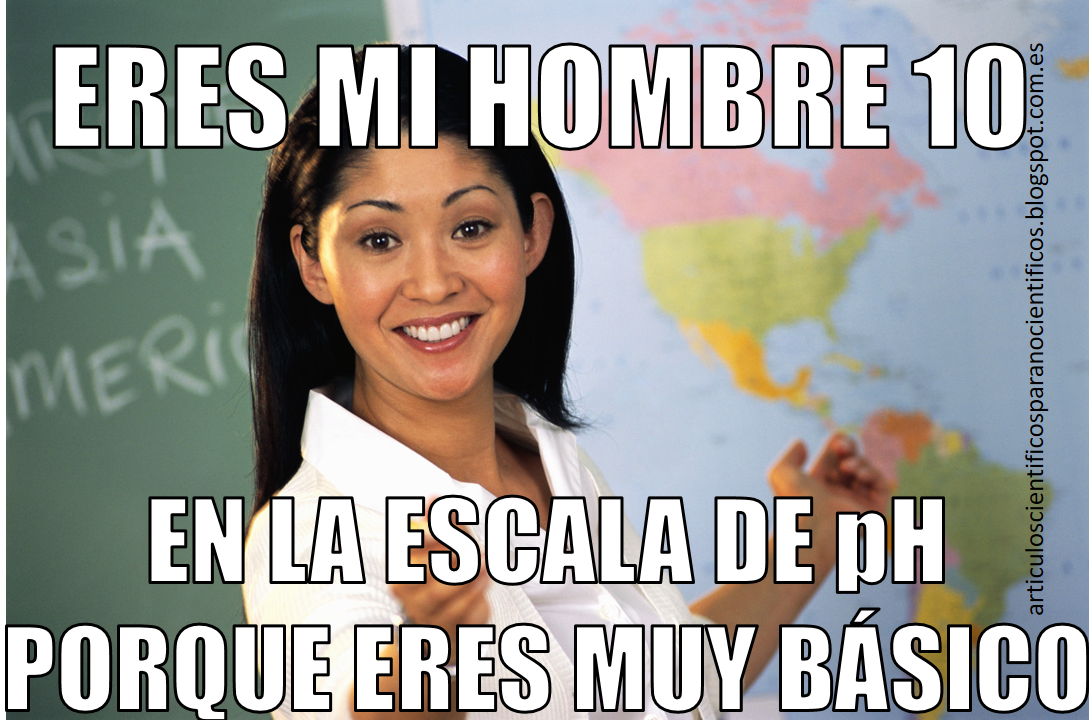 ERES MI HOMBRE 10
EN LA ESCALA DE pH
PORQUE ERES MUY BÁSICO
articuloscientificosparanocientificos.blogspot.com.es
ASiA